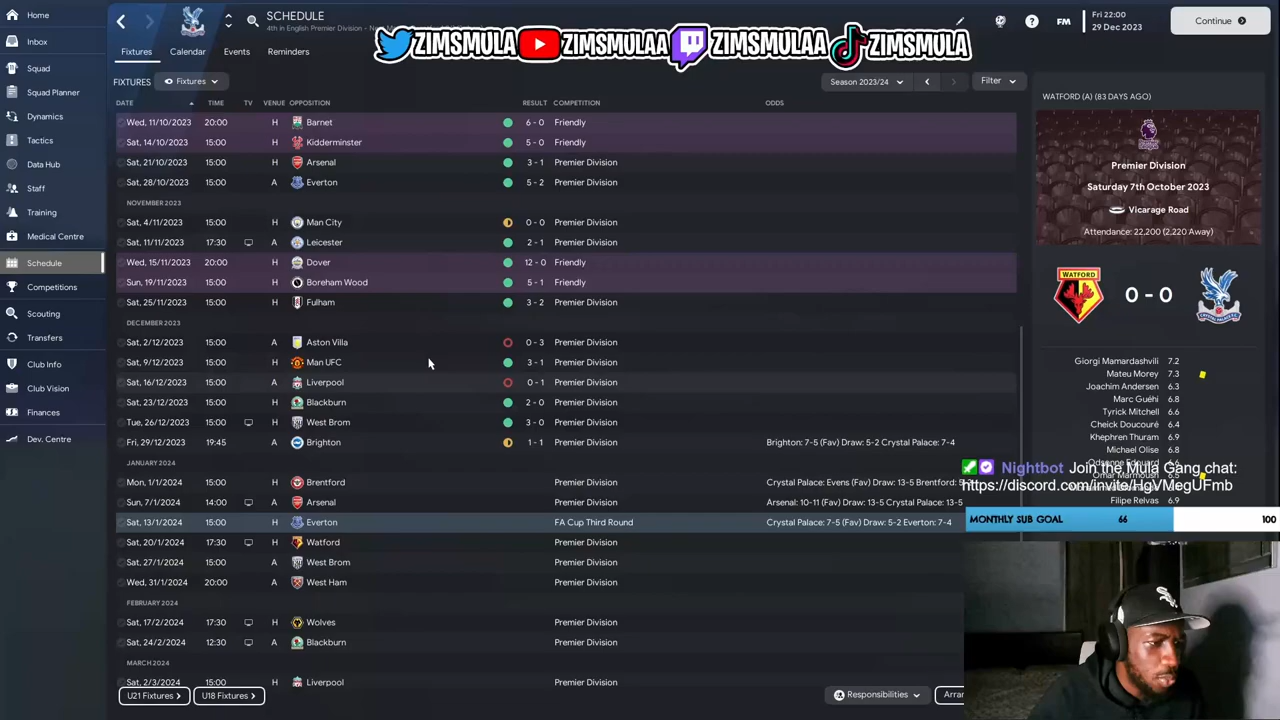 Home
Inbox
Squad
Squad Planner
Dynamics
Tactics
Data Hub
Staff
Training
Medical Centre
Schedule
Competitions
Scouting
Transfers
Club Info
Club Vision
Finances
Dev. Centre
SCHEDULE
4th in English Premier Division
FM
Fri 22:00
29 Dec 2023
Continue
Fixtures Calendar Events Reminders
ZIMSMULA ZIMSMULAA ZIMSMULAA ZIMSMULA
FIXTURES Fixtures Season 2023/24 Filter
DATE TIME TV VENUE OPPOSITION RESULT COMPETITION ODDS
Wed, 11/10/2023 20:00 H Barnet 6 - 0 Friendly
Sat, 14/10/2023 15:00 H Kidderminster 5 - 0 Friendly
Sat, 21/10/2023 15:00 H Arsenal 3 - 1 Premier Division
Sat, 28/10/2023 15:00 A Everton 5 - 2 Premier Division
NOVEMBER 2023
Sat, 4/11/2023 15:00 H Man City 0 - 0 Premier Division
Sat, 11/11/2023 17:30 A Leicester 2 - 1 Premier Division
Wed, 15/11/2023 20:00 H Dover 12 - 0 Friendly
Sun, 19/11/2023 15:00 H Boreham Wood 5 - 1 Friendly
Sat, 25/11/2023 15:00 H Fulham 3 - 2 Premier Division
DECEMBER 2023
Sat, 2/12/2023 15:00 A Aston Villa 0 - 3 Premier Division
Sat, 9/12/2023 15:00 H Man UFC 3 - 1 Premier Division
Sat, 16/12/2023 15:00 A Liverpool 0 - 1 Premier Division
Sat, 23/12/2023 15:00 H Blackburn 2 - 0 Premier Division
Tue, 26/12/2023 15:00 H West Brom 3 - 0 Premier Division
Fri, 29/12/2023 19:45 A Brighton 1 - 1 Premier Division Brighton: 7-5 (Fav) Draw: 5-2 Crystal Palace: 7-4
JANUARY 2024
Mon, 1/1/2024 15:00 H Brentford Premier Division Crystal Palace: Evens (Fav) Draw: 13-5 Brentford: 5
Sun, 7/1/2024 14:00 A Arsenal Premier Division Arsenal: 10-11 (Fav) Draw: 13-5 Crystal Palace: 13-5
Sat, 13/1/2024 15:00 H Everton FA Cup Third Round Crystal Palace: 7-5 (Fav) Draw: 5-2 Everton: 7-4
Sat, 20/1/2024 17:30 H Watford Premier Division
Sat, 27/1/2024 15:00 A West Brom Premier Division
Wed, 31/1/2024 20:00 A West Ham Premier Division
FEBRUARY 2024
Sat, 17/2/2024 17:30 H Wolves Premier Division
Sat, 24/2/2024 12:30 A Blackburn Premier Division
MARCH 2024
Sat, 2/3/2024 15:00 H Liverpool Premier Division
U21 Fixtures U18 Fixtures Responsibilities Arran
WATFORD (A) (83 DAYS AGO)
Premier Division
Saturday 7th October 2023
Vicarage Road
Attendance: 22,200 (2,220 Away)
WATFORD 0 - 0
Giorgi Mamardashvili 7.2
Mateu Morey 7.3
Joachim Andersen 6.3
Marc Guéhi 6.8
Tyrick Mitchell 6.6
Cheick Doucouré 6.4
Khephren Thuram 6.9
Michael Olise 6.8
Nightbot Join the Mula Gang chat:
https://discord.com/invite/HgVMegUFmb
Filipe Relvas 6.9
MONTHLY SUB GOAL 66 100